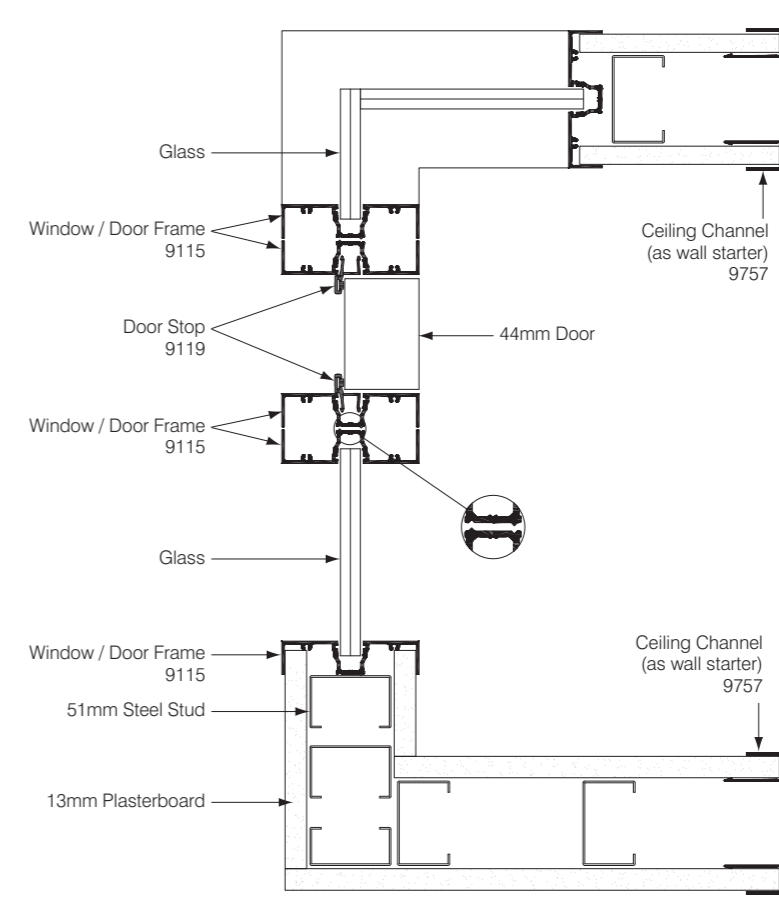 Glass
Window / Door Frame
9115
Ceiling Channel
(as wall starter)
9757
Door Stop
9119
44mm Door
Window / Door Frame
9115
Glass
Window / Door Frame
9115
Ceiling Channel
(as wall starter)
9757
51mm Steel Stud
13mm Plasterboard